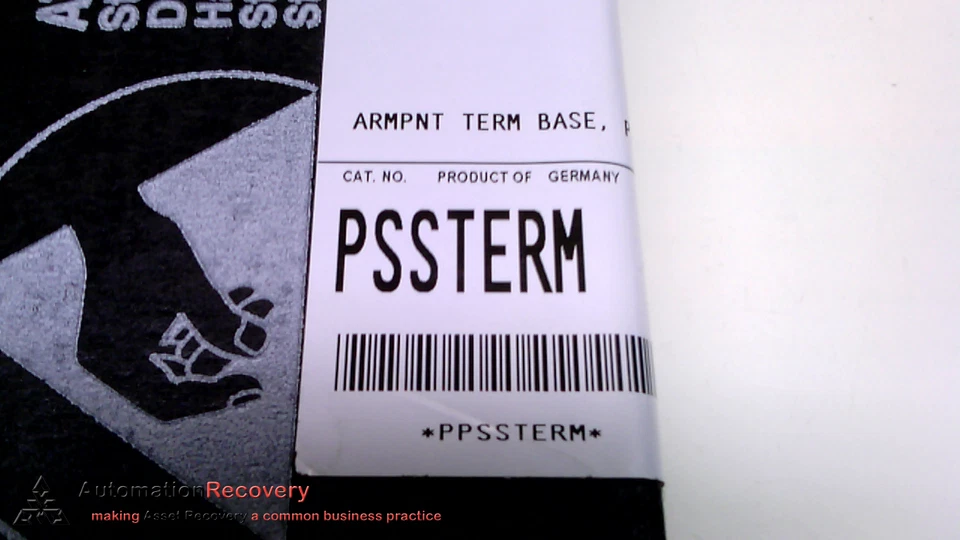 ARMPNT TERM BASE,
CAT. NO. PRODUCT OF GERMANY
PSSTERM
*PPSSTERM*
AutomationRecovery
making Asset Recovery a common business practice